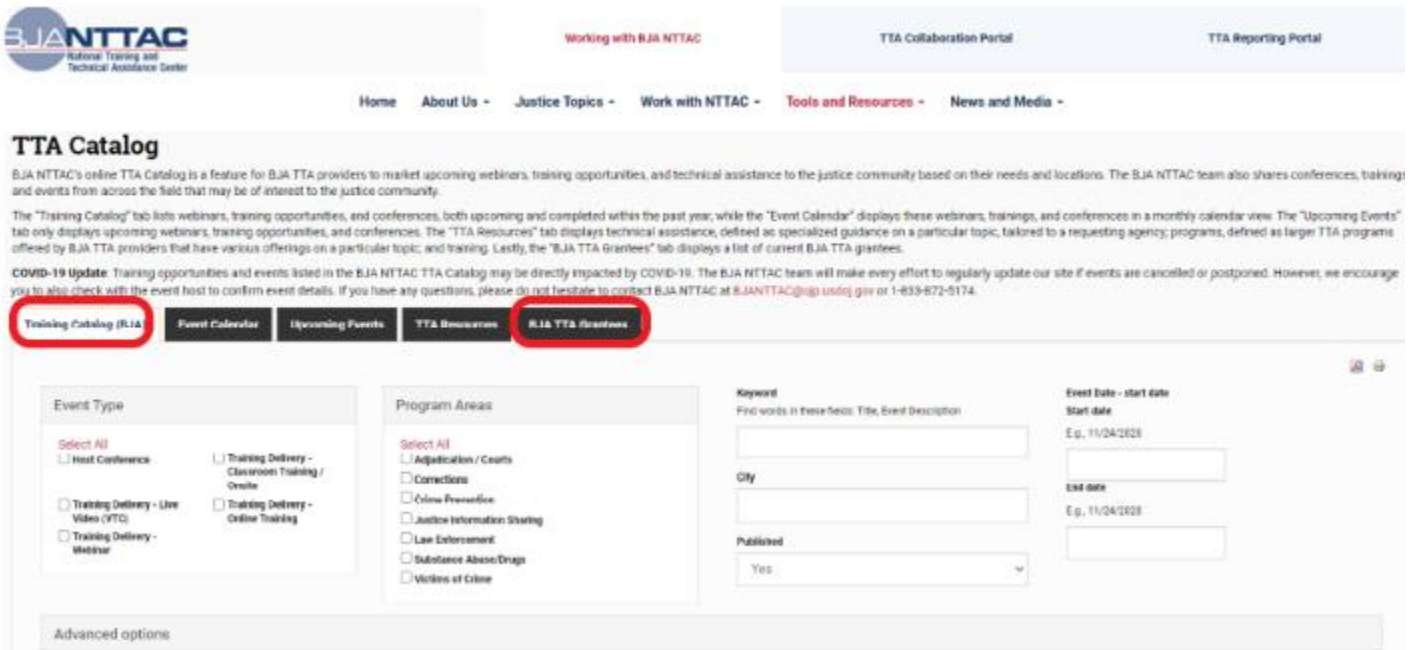 BJANTTAC
National Training and
Technical Assistance Center
Working with BJA NTTAC
TTA Collaboration Portal
TTA Reporting Portal
Home About Us - Justice Topics - Work with NTTAC - Tools and Resources - News and Media -
TTA Catalog
BJA NTTAC's online TTA Catalog is a feature for BJA TTA providers to market upcoming webinars, training opportunities, and technical assistance to the justice community based on their needs and locations. The BJA NTTAC team also shares conferences, trainings
and events from across the field that may be of interest to the justice community.
The "Training Catalog" tab lists webinars, training opportunities, and conferences, both upcoming and completed within the past year, while the "Event Calendar" displays these webinars, trainings, and conferences in a monthly calendar view. The "Upcoming Events"
tab only displays upcoming webinars, training opportunities, and conferences. The "TTA Resources" tab displays technical assistance, defined as specialized guidance on a particular topic, tailored to a requesting agency; programs, defined as larger TTA programs
offered by BJA TTA providers that have various offerings on a particular topic; and training. Lastly, the "BJA TTA Grantees" tab displays a list of current BJA TTA grantees.
COVID-19 Update: Training opportunities and events listed in the BJA NTTAC TTA Catalog may be directly impacted by COVID-19. The BJA NTTAC team will make every effort to regularly update our site if events are cancelled or postponed. However, we encourage
you to also check with the event host to confirm event details. If you have any questions, please do not hesitate to contact BJA NTTAC at BJANTTAC@ojp.usdoj.gov or 1-833-872-5174.
Training Catalog (BJA) Event Calendar Upcoming Events TTA Resources BJA TTA Grantees
Event Type
Select All
Host Conference
Training Delivery - Classroom Training / Onsite
Training Delivery - Live Video (VTC)
Training Delivery - Online Training
Training Delivery - Webinar
Program Areas
Select All
Adjudication / Courts
Corrections
Crime Prevention
Justice Information Sharing
Law Enforcement
Substance Abuse/Drugs
Victims of Crime
Keyword
Find words in these fields: Title, Event Description
City
Published
Yes
Event Date - start date
Start date
E.g., 11/24/2020
End date
E.g., 11/24/2020
Advanced options